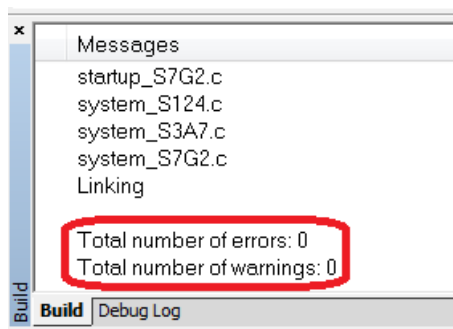 ×
Messages
startup_S7G2.c
system_S124.c
system_S3A7.c
system_S7G2.c
Linking
Total number of errors: 0
Total number of warnings: 0
Build
Build Debug Log